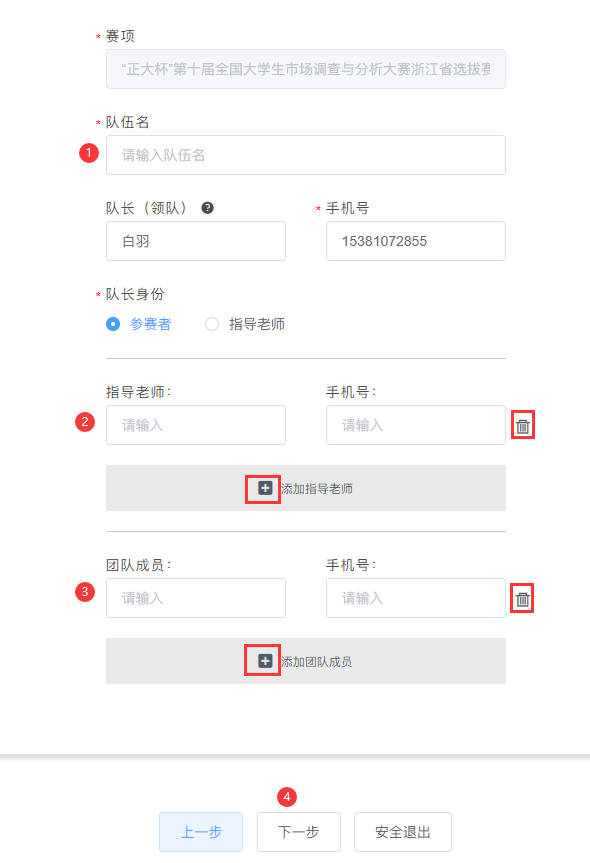 * 赛项
“正大杯”第十届全国大学生市场调查与分析大赛浙江省选拔赛
* 队伍名
1 请输入队伍名
队长（领队） ? * 手机号
白羽 15381072855
* 队长身份
参赛者 指导老师
指导老师： 手机号：
2 请输入 请输入
添加指导老师
团队成员： 手机号：
3 请输入 请输入
添加团队成员
4
上一步 下一步 安全退出